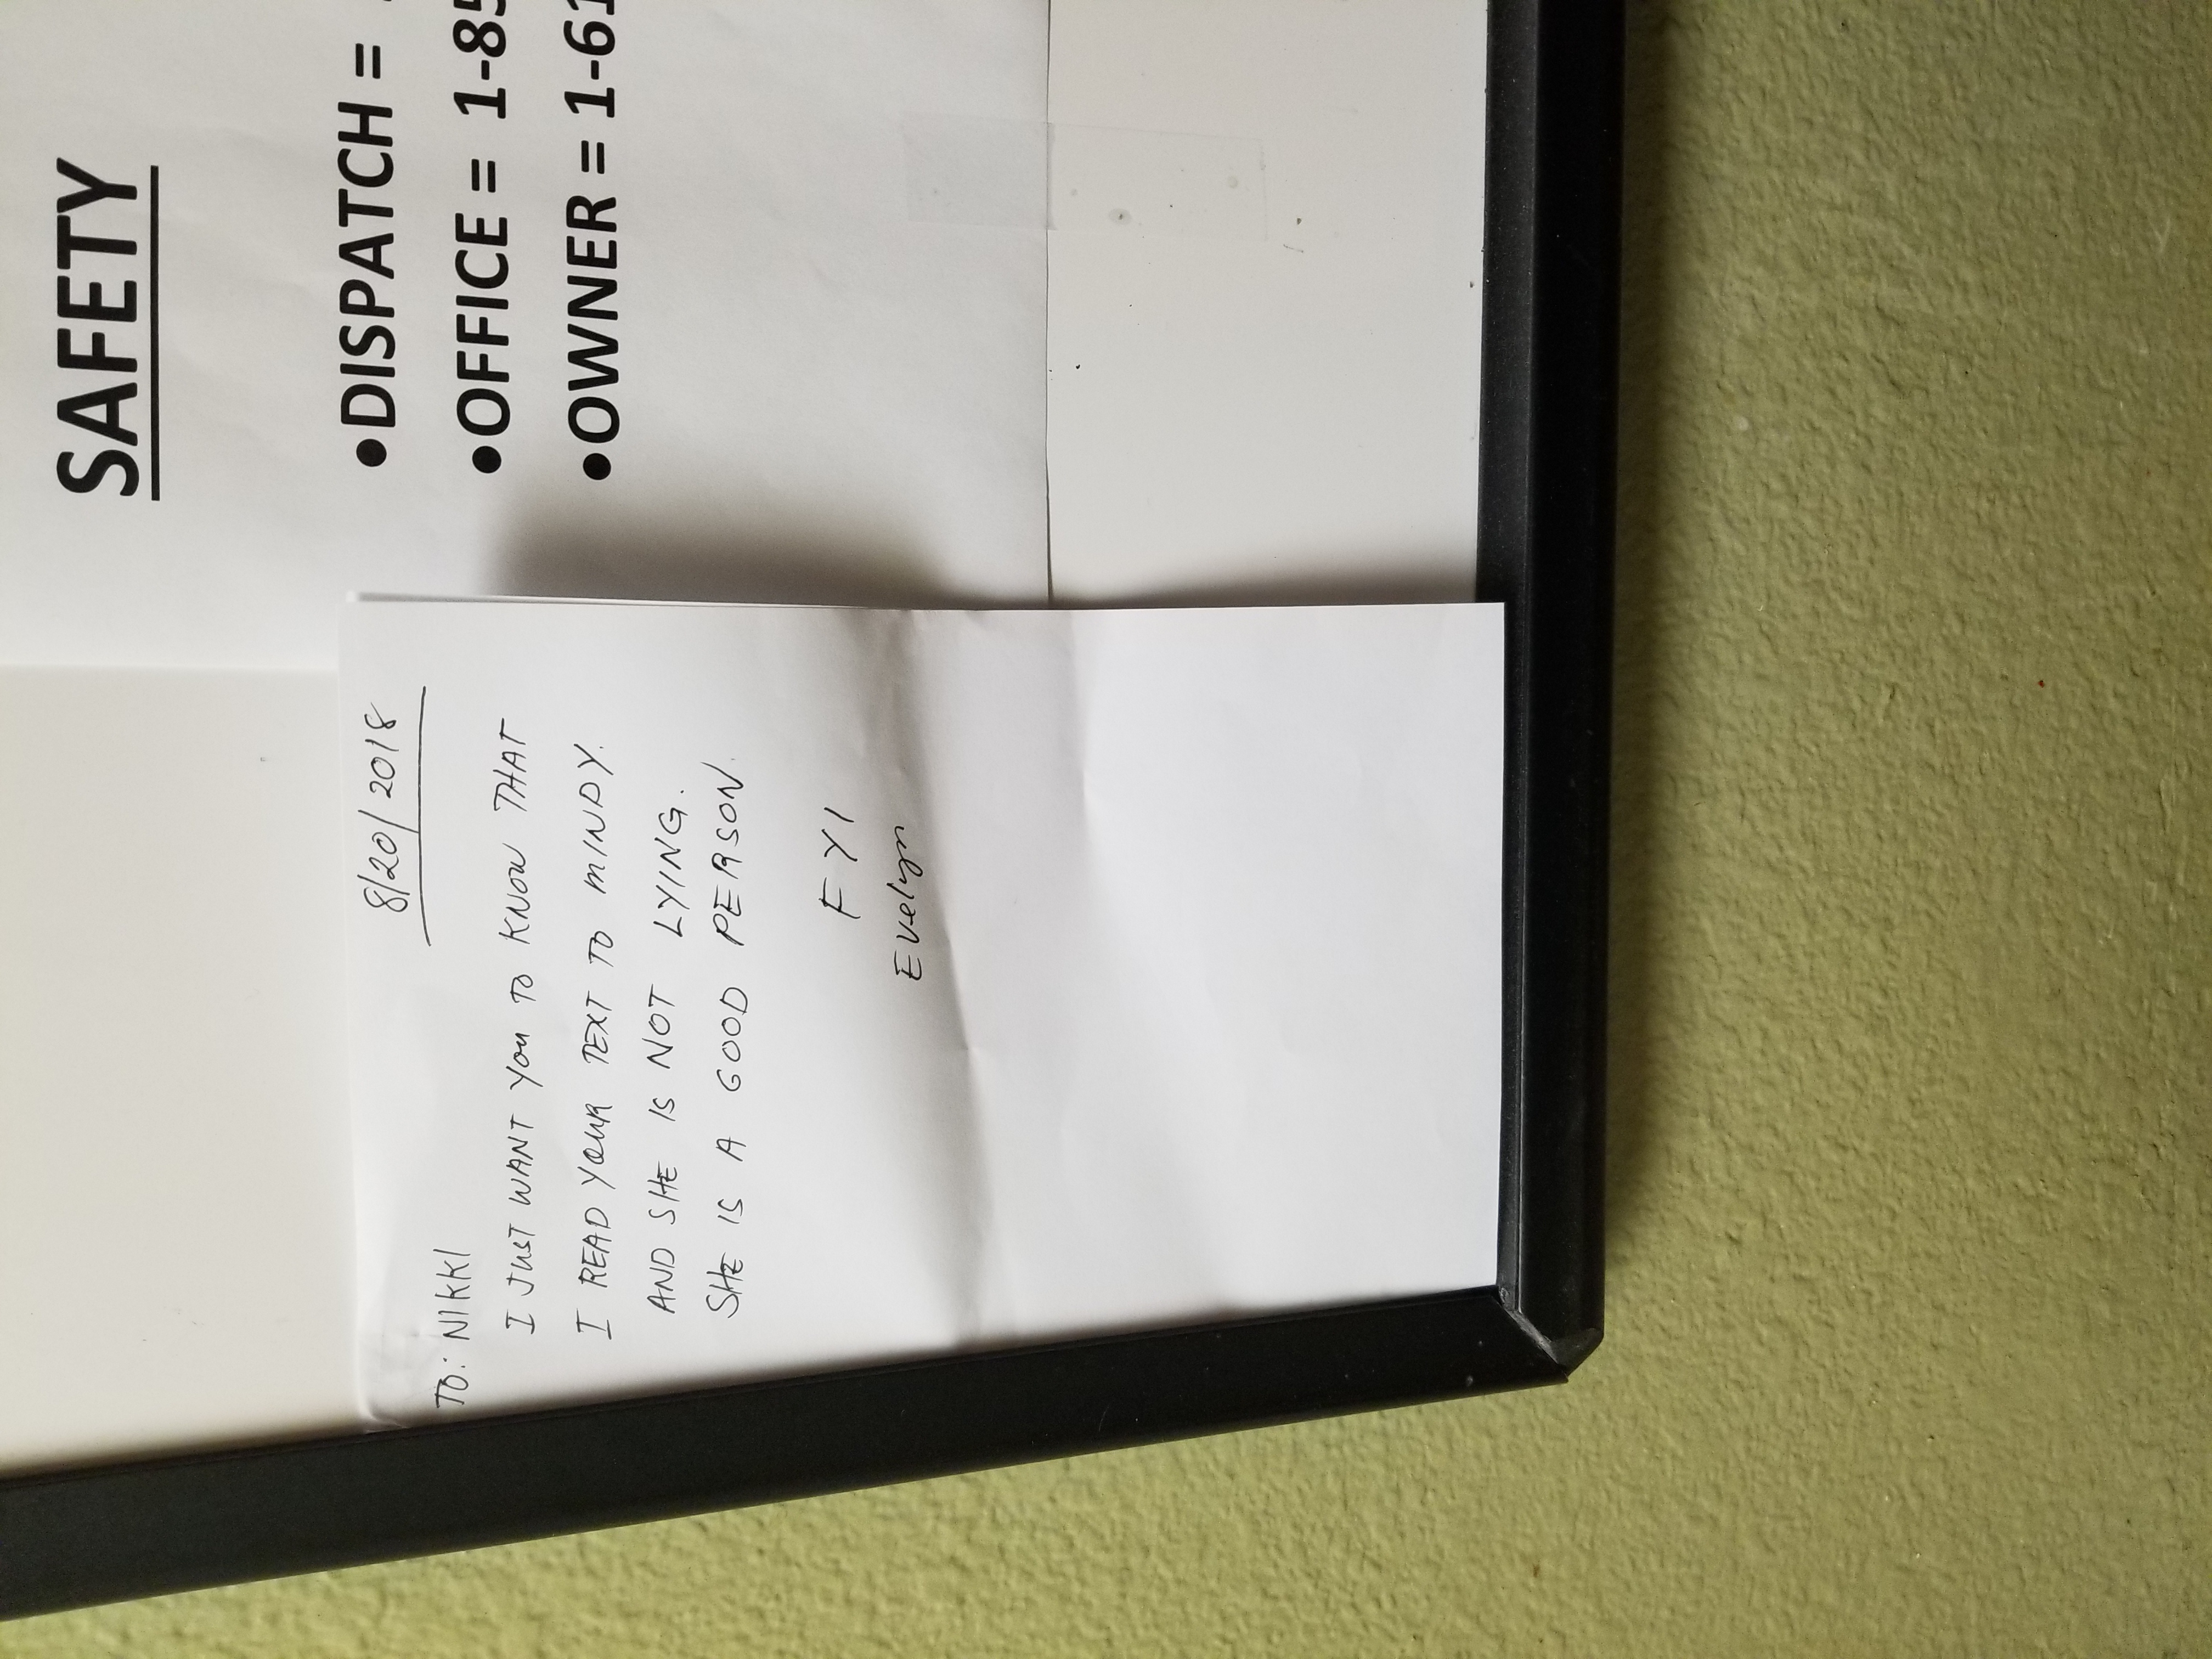 SAFETY
•DISPATCH =
•OFFICE = 1-85
•OWNER = 1-61
8/20/2018
TO: NIKKI
I JUST WANT YOU TO KNOW THAT
I READ YOUR TEXT TO MINDY.
AND SHE IS NOT LYING.
SHE IS A GOOD PERSON.
FYI
Evelyn